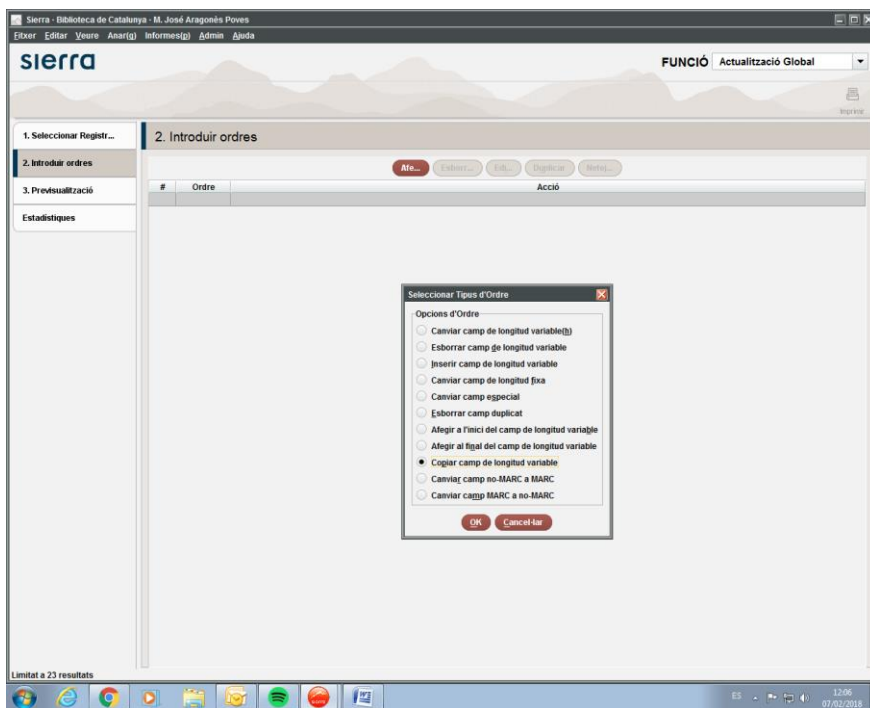 Sierra - Biblioteca de Catalunya - M. José Aragonès Poves
Fitxer Editar Veure Anar(g) Informes(p) Admin Ajuda
sierra
FUNCIÓ Actualització Global
Imprimir
1. Seleccionar Registr...
2. Introduir ordres
3. Previsualització
Estadístiques
2. Introduir ordres
Afe... Esborr... Edi... Duplicar Netej...
# Ordre Acció
Seleccionar Tipus d'Ordre
Opcions d'Ordre
Canviar camp de longitud variable(h)
Esborrar camp de longitud variable
Inserir camp de longitud variable
Canviar camp de longitud fixa
Canviar camp especial
Esborrar camp duplicat
Afegir a l'inici del camp de longitud variable
Afegir al final del camp de longitud variable
Copiar camp de longitud variable
Canviar camp no-MARC a MARC
Canviar camp MARC a no-MARC
OK Cancel·lar
Limitat a 23 resultats
ES 12:06
07/02/2018